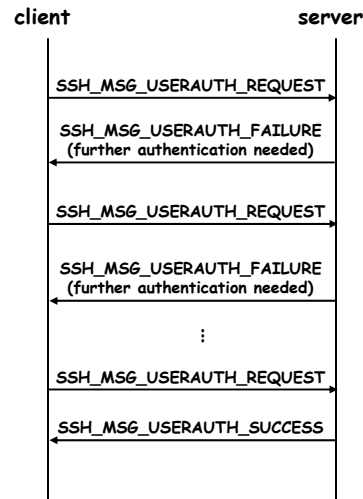 client server
SSH_MSG_USERAUTH_REQUEST
SSH_MSG_USERAUTH_FAILURE
(further authentication needed)
SSH_MSG_USERAUTH_REQUEST
SSH_MSG_USERAUTH_FAILURE
(further authentication needed)
...
SSH_MSG_USERAUTH_REQUEST
SSH_MSG_USERAUTH_SUCCESS